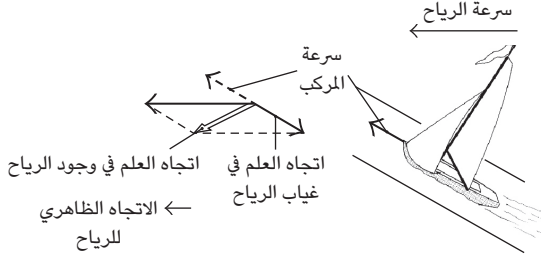 سرعة الرياح
سرعة
المركب
اتجاه العلم في وجود الرياح
اتجاه العلم في
غياب الرياح
← الاتجاه الظاهري
للرياح